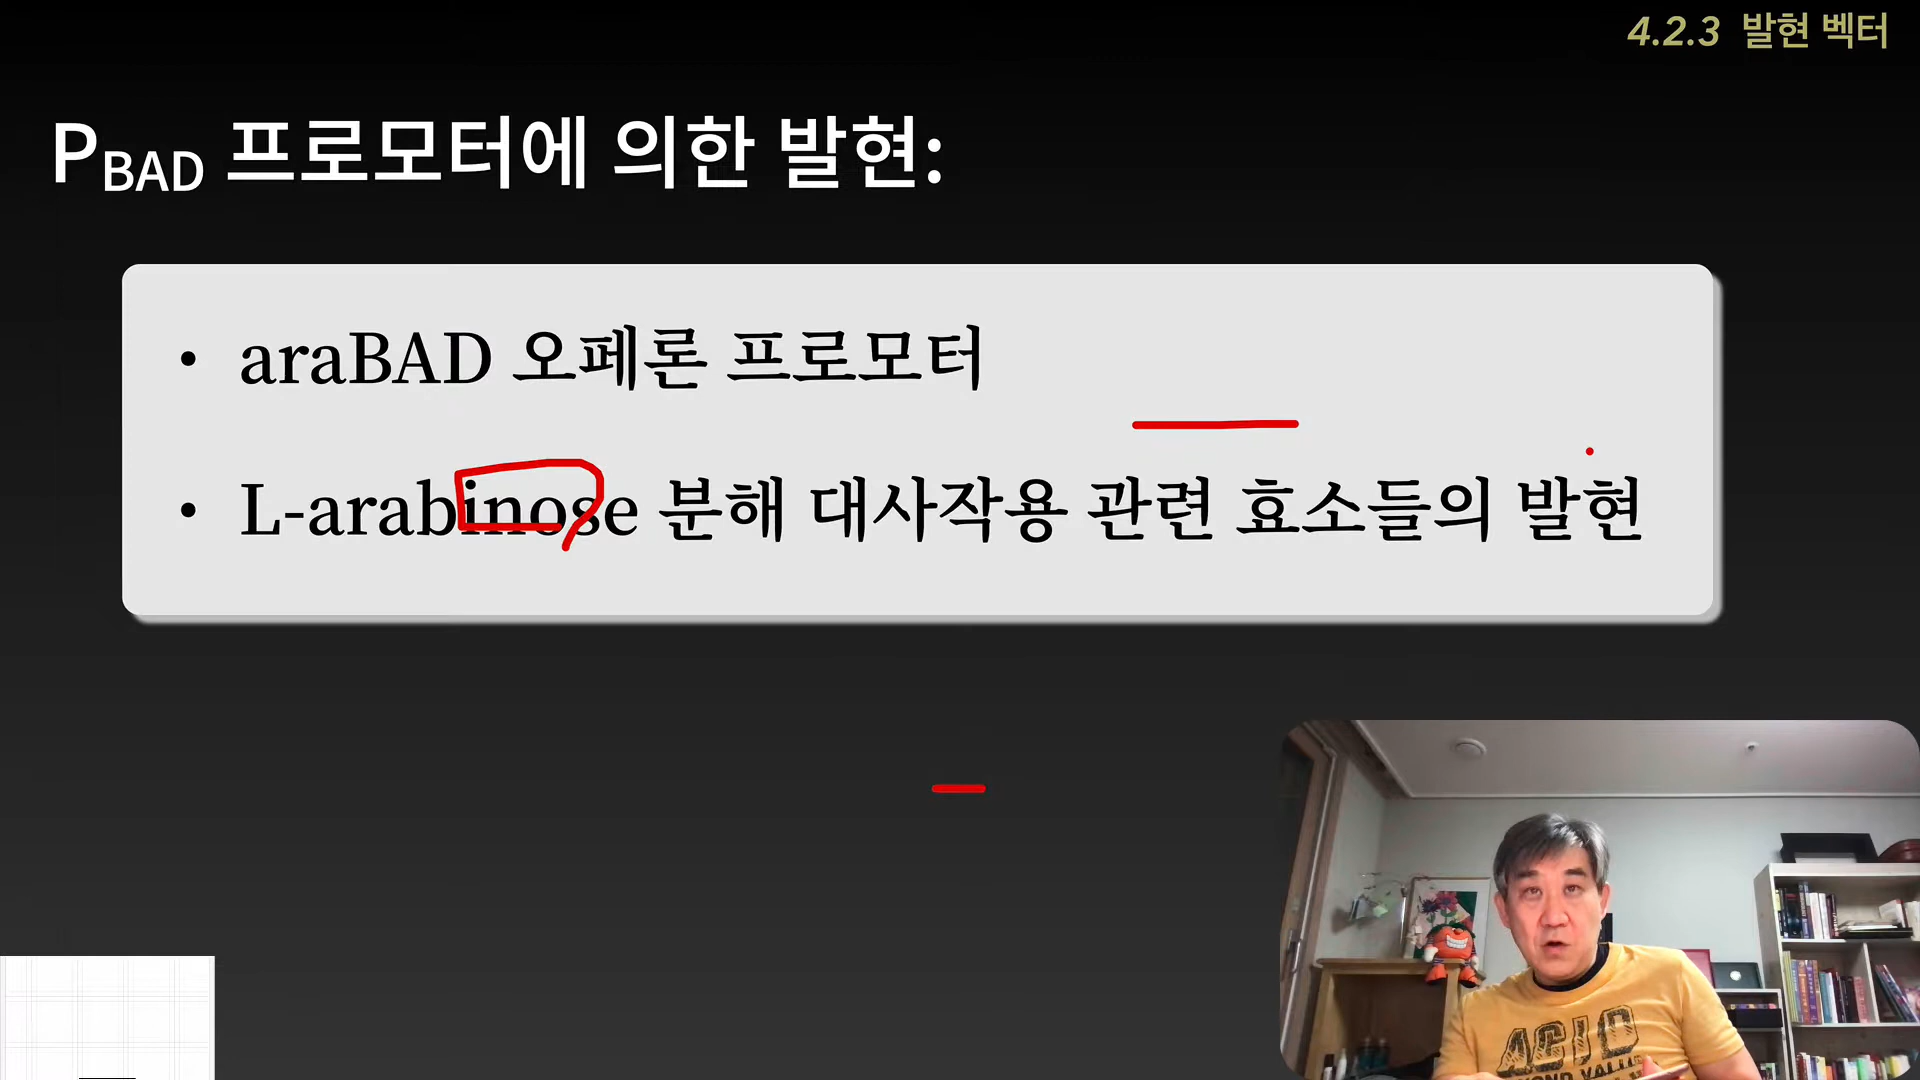 4.2.3 발현 벡터
PBAD 프로모터에 의한 발현:
• araBAD 오페론 프로모터
• L-arabinose 분해 대사작용 관련 효소들의 발현
ACID